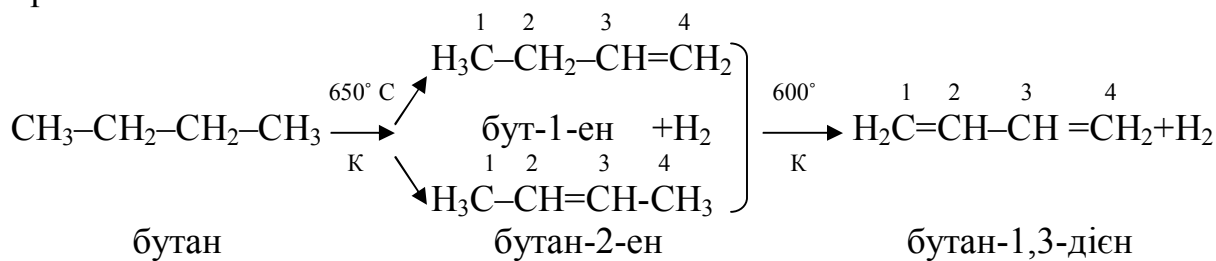 1 2 3 4
H₃C–CH₂–CH=CH₂
650° C 600° 1 2 3 4
CH₃–CH₂–CH₂–CH₃ бут-1-ен +H₂ H₂C=CH–CH =CH₂+H₂
К 1 2 3 4 К
H₃C–CH=CH-CH₃
бутан бутан-2-ен бутан-1,3-дієн